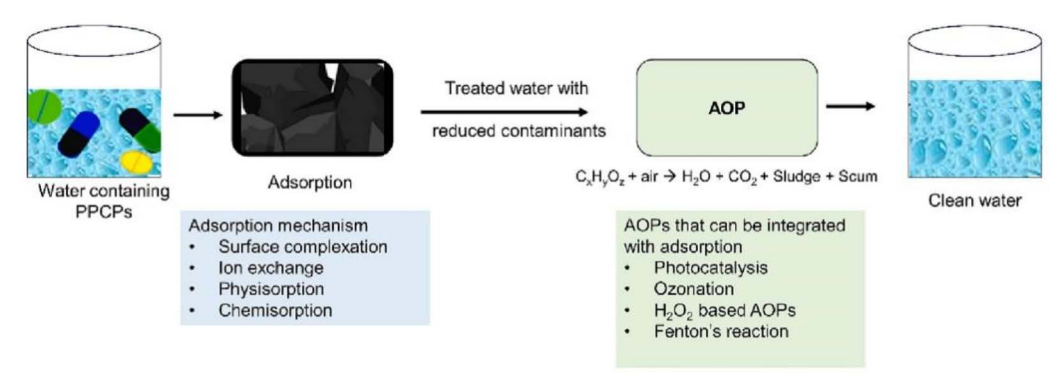 Water containing
PPCPs
Adsorption
Treated water with
reduced contaminants
AOP
CₓHᵧO_z + air → H₂O + CO₂ + Sludge + Scum
Clean water
Adsorption mechanism
• Surface complexation
• Ion exchange
• Physisorption
• Chemisorption
AOPs that can be integrated
with adsorption
• Photocatalysis
• Ozonation
• H₂O₂ based AOPs
• Fenton's reaction